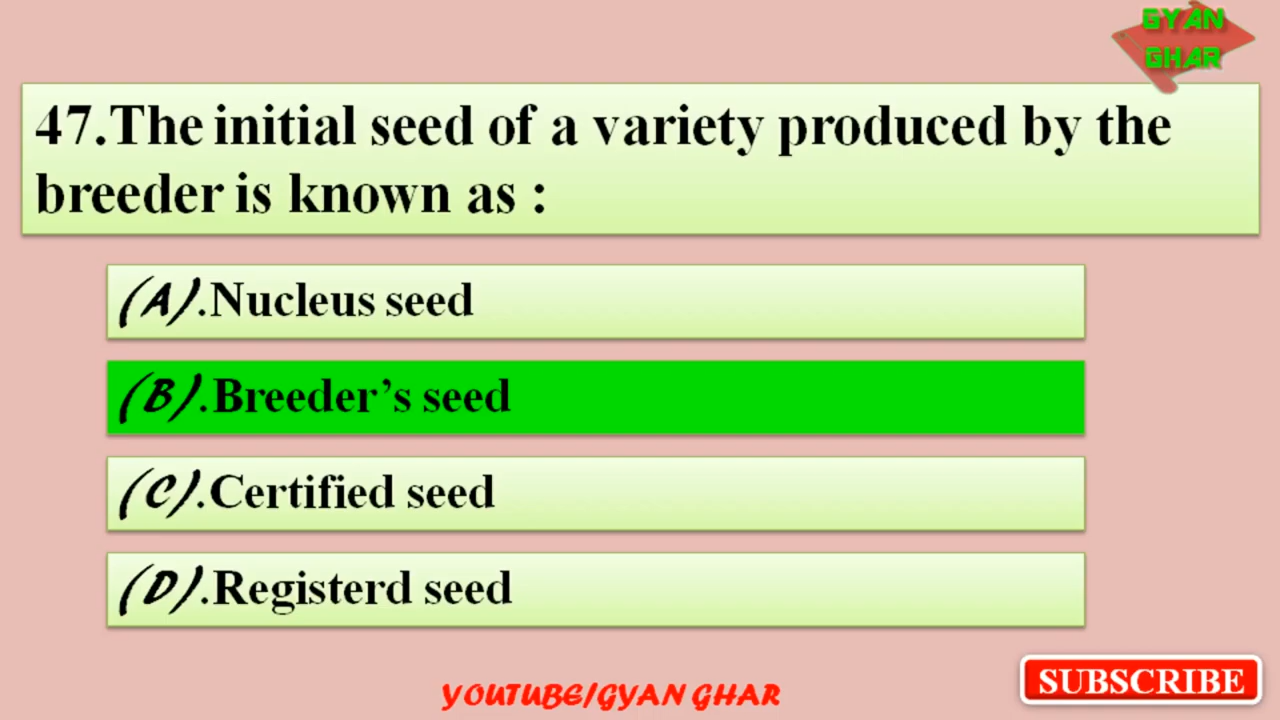 GYAN
GHAR
47.The initial seed of a variety produced by the
breeder is known as :
(A).Nucleus seed
(B).Breeder’s seed
(C).Certified seed
(D).Registerd seed
YOUTUBE/GYAN GHAR
SUBSCRIBE